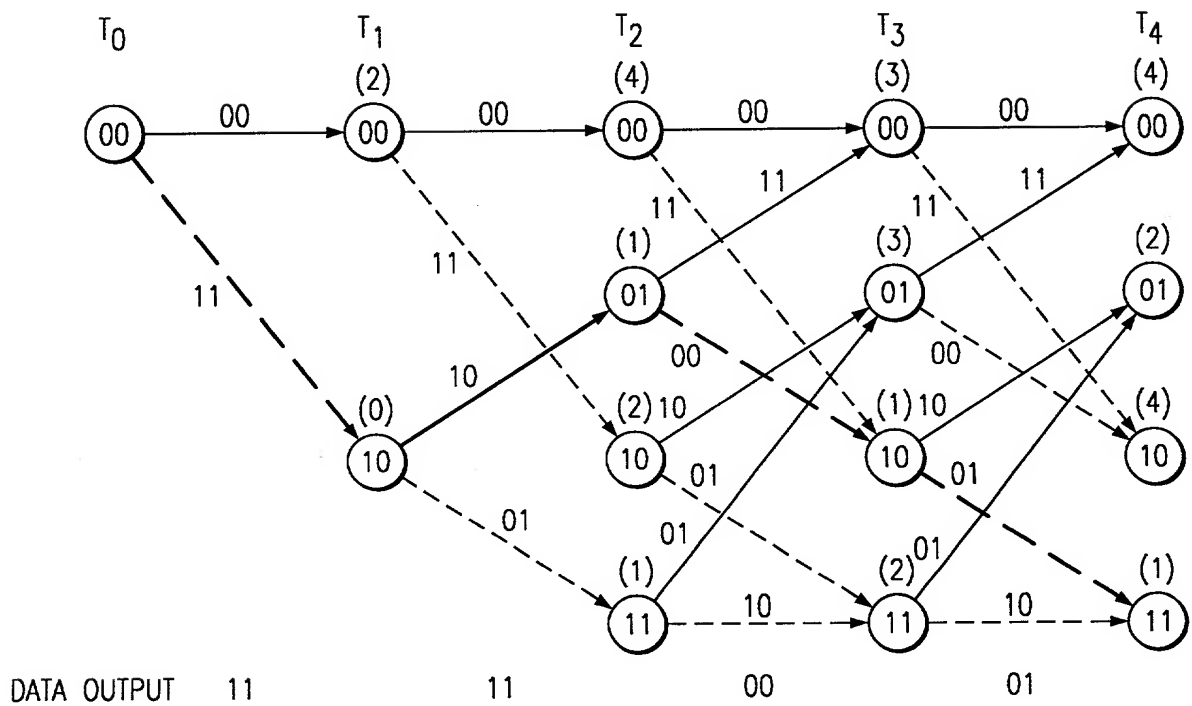 T0 T1 T2 T3 T4
(2) (4) (3) (4)
00 00 00 00 00 00 00 00 00
11 11 11
11 (1) 11 (3) 11 (2)
01 01 01
11 00 00
10
(0) (2) 10 (1) 10 (4)
10 10 10 10
01 01 01
01 01
(1) (2) (1)
11 10 11 10 11
DATA OUTPUT 11 11 00 01